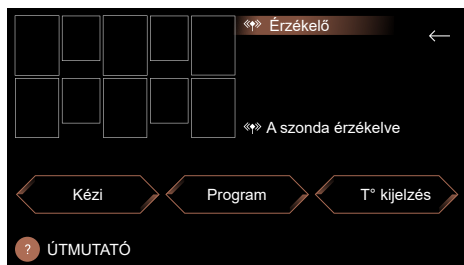 Érzékelő
A szonda érzékelve
Kézi
Program
T° kijelzés
? ÚTMUTATÓ